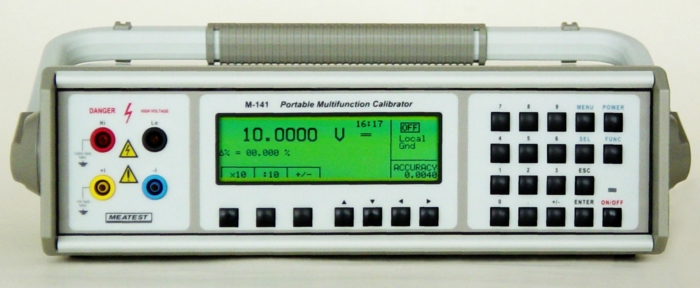 M-141 Portable Multifunction Calibrator
DANGER HIGH VOLTAGE
Hi Lo
+I -I
MEATEST
16:17
10.0000 V =
OFF
Local
Gnd
Δ% = 00.000 %
ACCURACY
0.0040
x10 :10 +/-
7 8 9 MENU POWER
4 5 6 DEL FUNC
1 2 3 ESC
0 . +/- ENTER ON/OFF